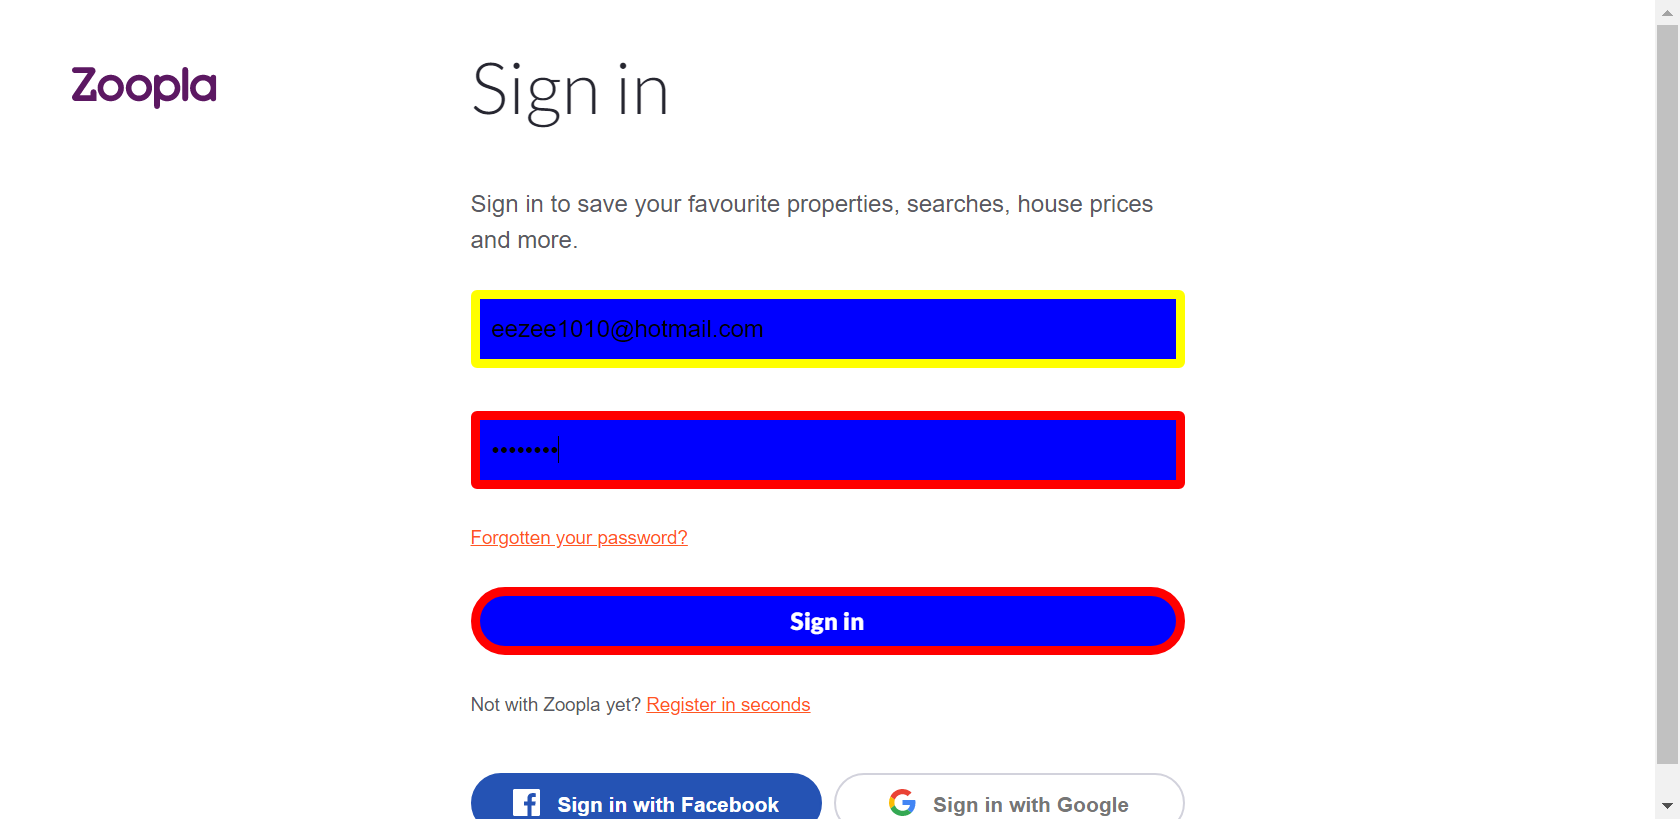 Zoopla
Sign in
Sign in to save your favourite properties, searches, house prices
and more.
eezee1010@hotmail.com
••••••••
Forgotten your password?
Sign in
Not with Zoopla yet? Register in seconds
Sign in with Facebook
Sign in with Google